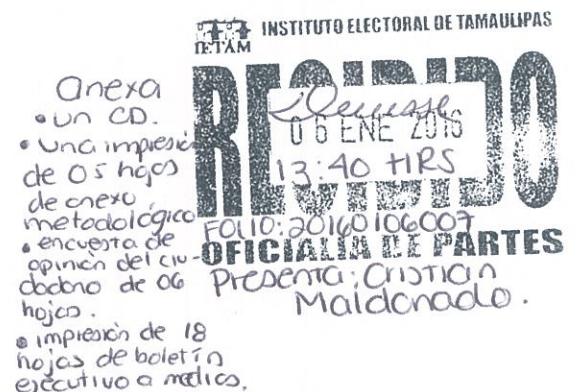 IETAM
INSTITUTO ELECTORAL DE TAMAULIPAS
RECIBIDO
Denisse
06 ENE 2016
13:40 HRS
FOLIO: 20160106007
OFICIALIA DE PARTES
Presenta: Cristian
Maldonado.
anexa
• un CD.
• una impresión
de 05 hojas
de anexo
metodológico
• encuesta de
opinión del ciu-
dadano de 06
hojas.
• impresión de 18
hojas de boletín
ejecutivo a medios.